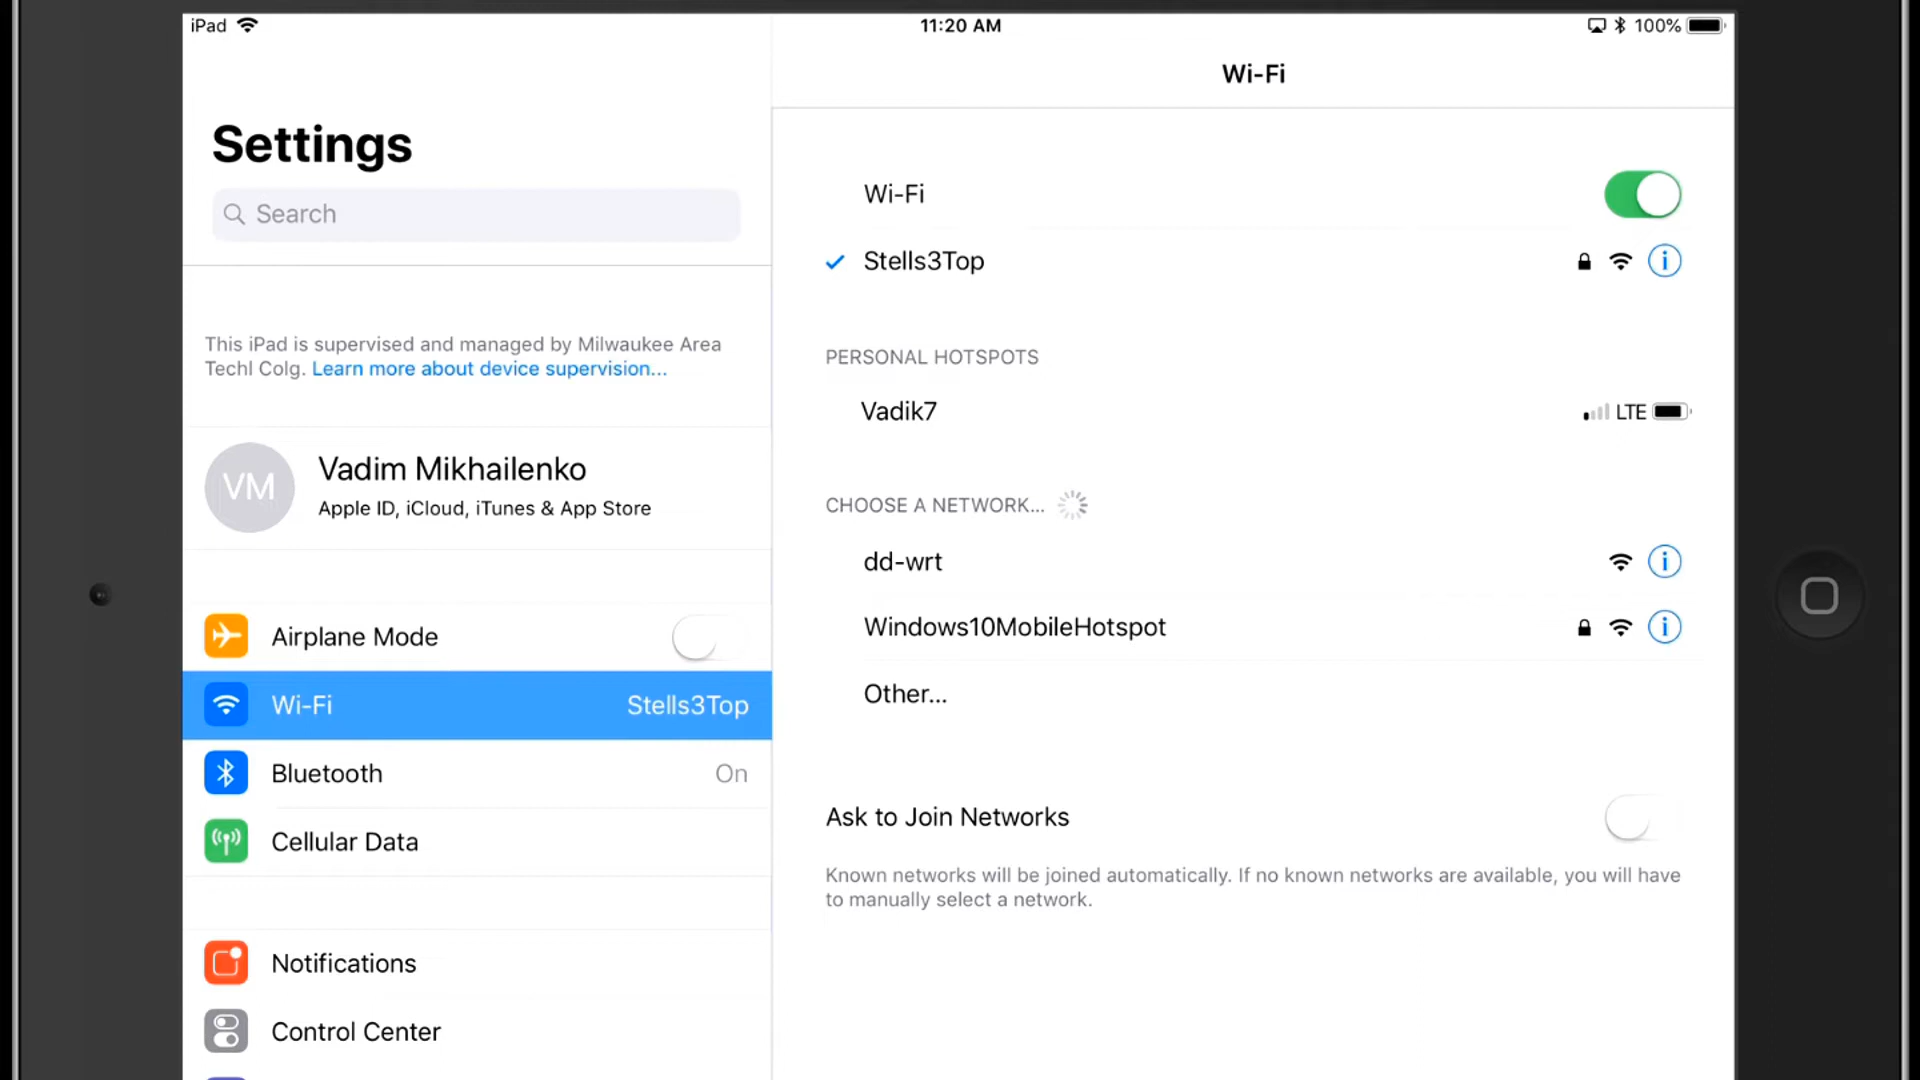 iPad
11:20 AM
100%
Settings
Search
This iPad is supervised and managed by Milwaukee Area
Techl Colg. Learn more about device supervision...
VM
Vadim Mikhailenko
Apple ID, iCloud, iTunes & App Store
Airplane Mode
Wi-Fi Stells3Top
Bluetooth On
Cellular Data
Notifications
Control Center
Wi-Fi
Wi-Fi
Stells3Top
PERSONAL HOTSPOTS
Vadik7 LTE
CHOOSE A NETWORK...
dd-wrt
Windows10MobileHotspot
Other...
Ask to Join Networks
Known networks will be joined automatically. If no known networks are available, you will have
to manually select a network.